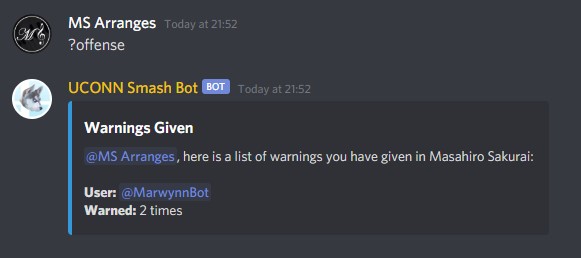 MS Arranges Today at 21:52
?offense
UCONN Smash Bot BOT Today at 21:52
Warnings Given
@MS Arranges, here is a list of warnings you have given in Masahiro Sakurai:
User: @MarwynnBot
Warned: 2 times